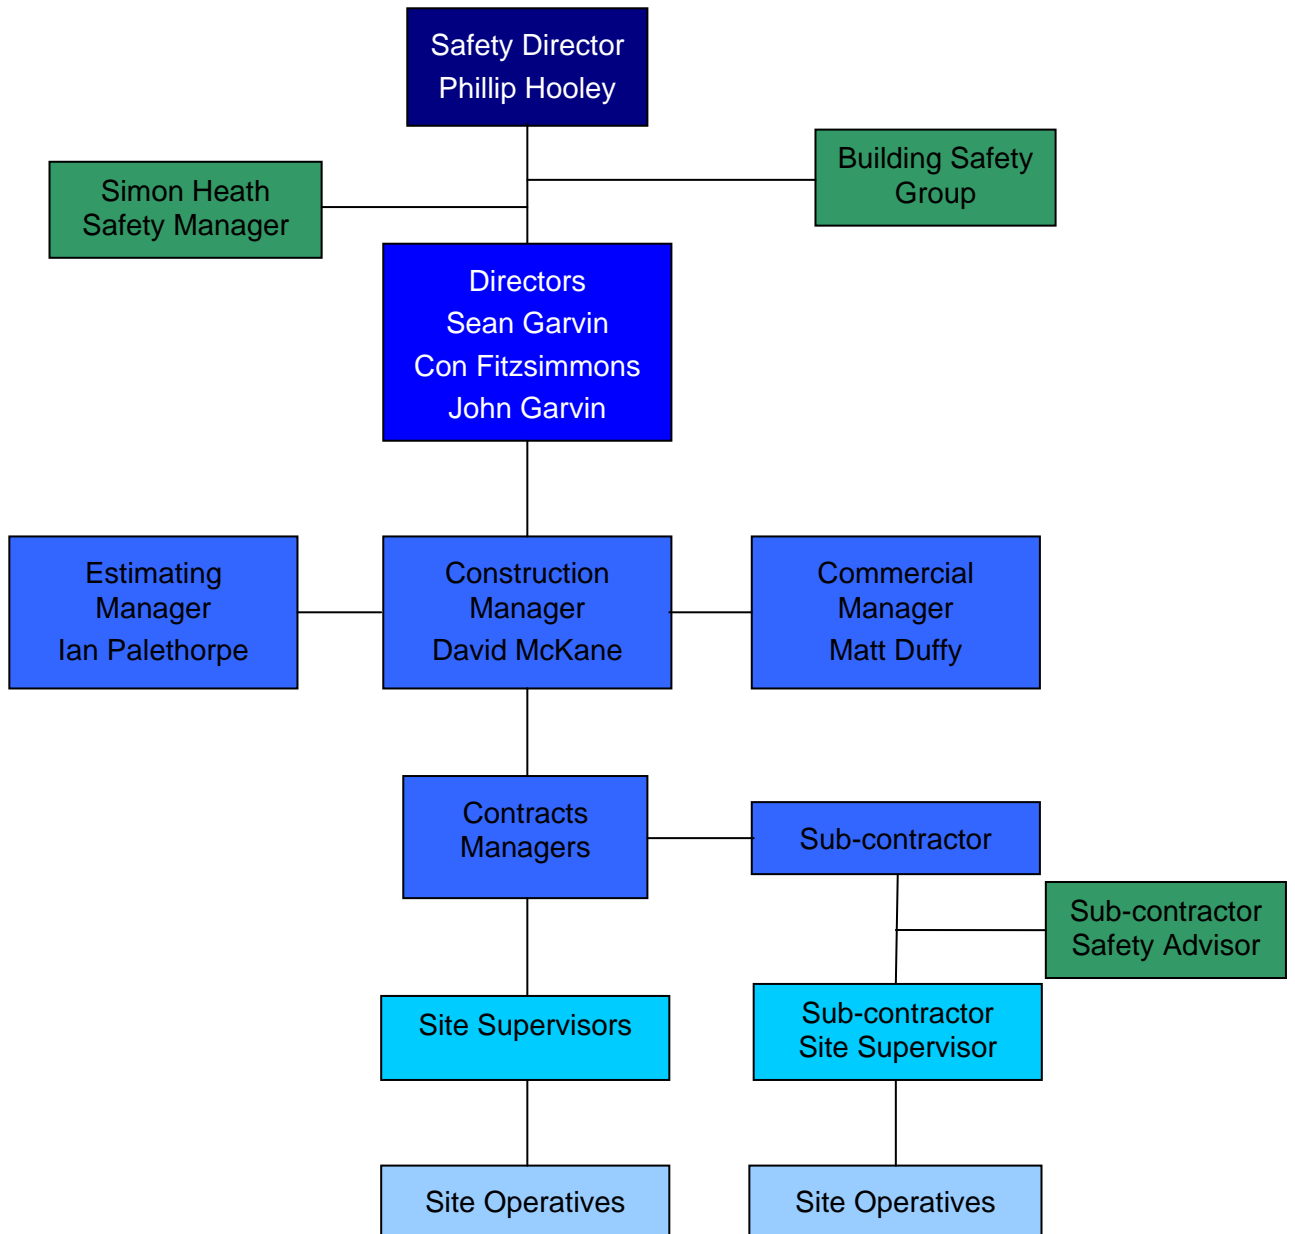 Safety Director
Phillip Hooley
Building Safety
Group
Simon Heath
Safety Manager
Directors
Sean Garvin
Con Fitzsimmons
John Garvin
Estimating
Manager
Ian Palethorpe
Construction
Manager
David McKane
Commercial
Manager
Matt Duffy
Contracts
Managers
Sub-contractor
Sub-contractor
Safety Advisor
Site Supervisors
Sub-contractor
Site Supervisor
Site Operatives
Site Operatives